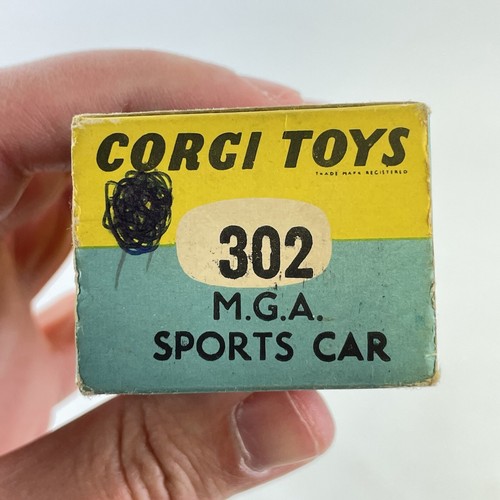 CORGI TOYS
TRADE MARK REGISTERED
302
M.G.A.
SPORTS CAR